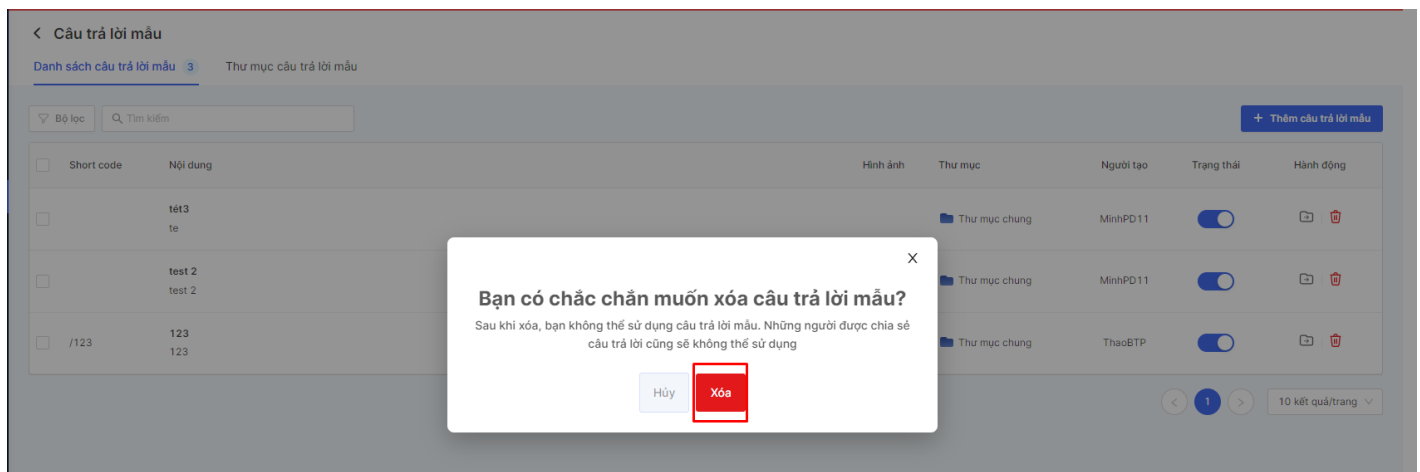 Câu trả lời mẫu
Danh sách câu trả lời mẫu 3 Thư mục câu trả lời mẫu
Bộ lọc Tìm kiếm + Thêm câu trả lời mẫu
Short code Nội dung Hình ảnh Thư mục Người tạo Trạng thái Hành động
tét3
te
Thư mục chung MinhPD11
test 2
test 2
Thư mục chung MinhPD11
/123
123
123
Thư mục chung ThaoBTP
X
Bạn có chắc chắn muốn xóa câu trả lời mẫu?
Sau khi xóa, bạn không thể sử dụng câu trả lời mẫu. Những người được chia sẻ
câu trả lời cũng sẽ không thể sử dụng
Hủy Xóa
1 10 kết quả/trang